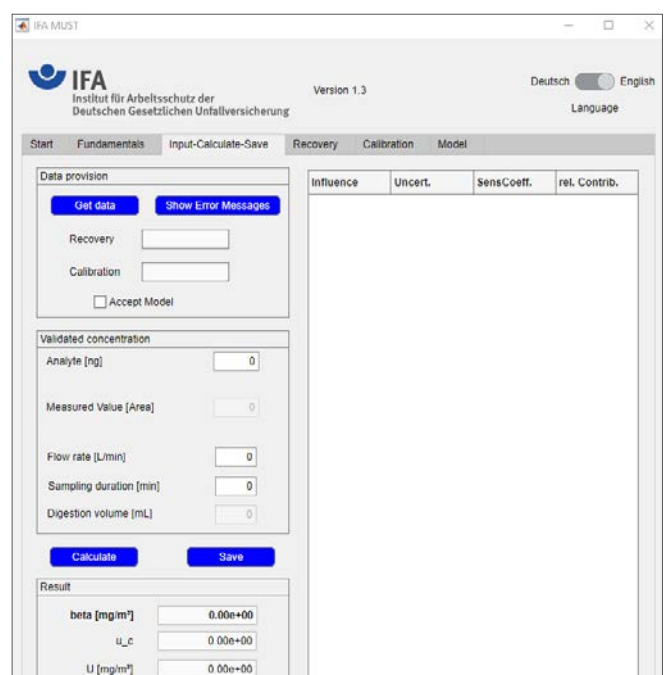 IFA MUST
IFA
Institut für Arbeitsschutz der
Deutschen Gesetzlichen Unfallversicherung
Version 1.3
Deutsch English
Language
Start Fundamentals Input-Calculate-Save Recovery Calibration Model
Data provision
Get data Show Error Messages
Recovery
Calibration
Accept Model
Influence Uncert. SensCoeff. rel. Contrib.
Validated concentration
Analyte [ng] 0
Measured Value [Area] 0
Flow rate [L/min] 0
Sampling duration [min] 0
Digestion volume [mL] 0
Calculate Save
Result
beta [mg/m³] 0.00e+00
u_c 0.00e+00
U [mg/m³] 0.00e+00